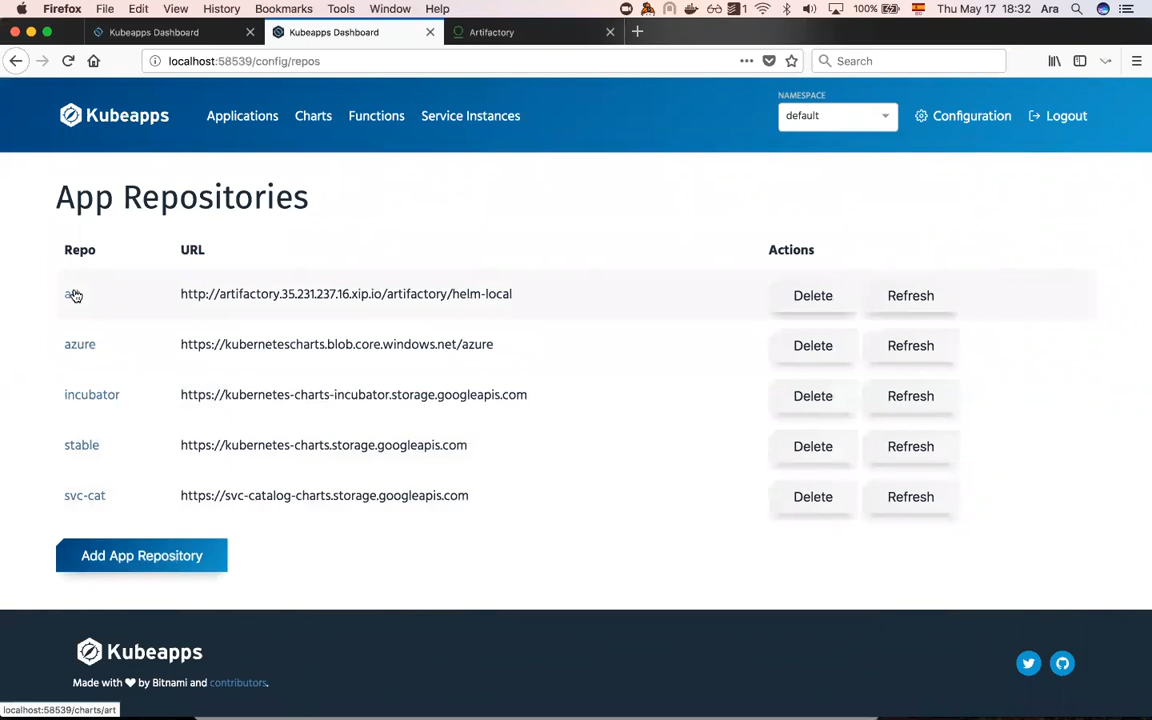 Firefox File Edit View History Bookmarks Tools Window Help 1 100% Thu May 17 18:32 Ara
Kubeapps Dashboard Kubeapps Dashboard Artifactory
localhost:58539/config/repos Search
Kubeapps Applications Charts Functions Service Instances NAMESPACE default Configuration Logout
App Repositories
Repo URL Actions
http://artifactory.35.231.237.16.xip.io/artifactory/helm-local Delete Refresh
azure https://kubernetescharts.blob.core.windows.net/azure Delete Refresh
incubator https://kubernetes-charts-incubator.storage.googleapis.com Delete Refresh
stable https://kubernetes-charts.storage.googleapis.com Delete Refresh
svc-cat https://svc-catalog-charts.storage.googleapis.com Delete Refresh
Add App Repository
Kubeapps
Made with by Bitnami and contributors.
localhost:58539/charts/art